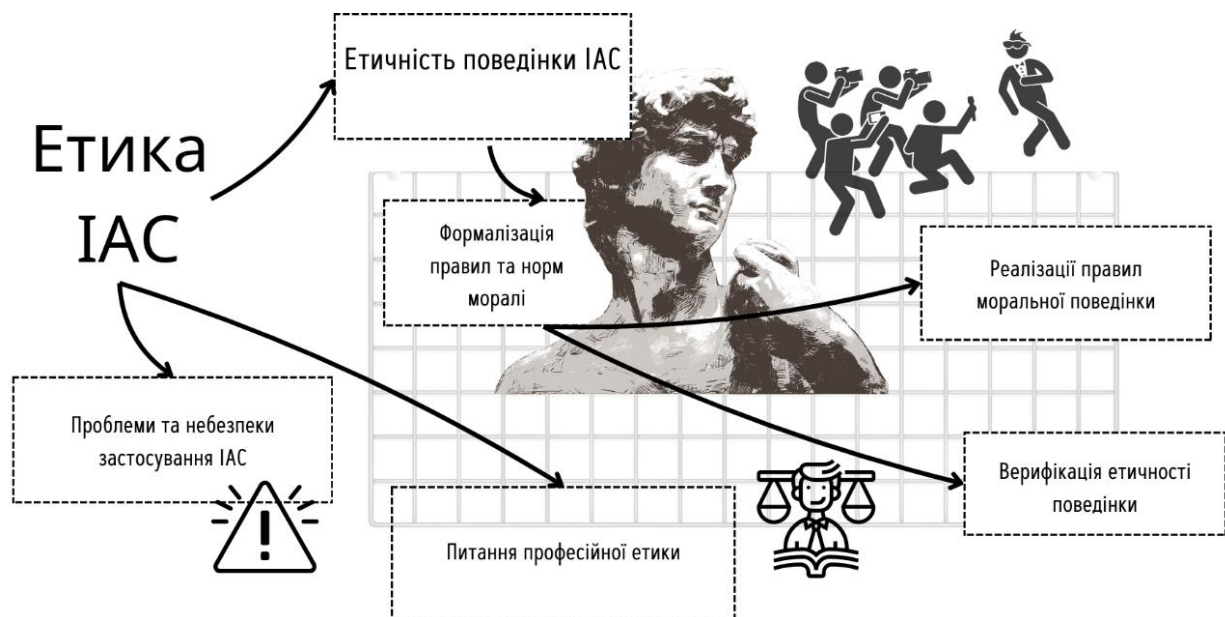 Етичність поведінки ІАС
Етика
ІАС
Формалізація
правил та норм
моралі
Реалізації правил
моральної поведінки
Проблеми та небезпеки
застосування ІАС
Верифікація етичності
поведінки
Питання професійної етики